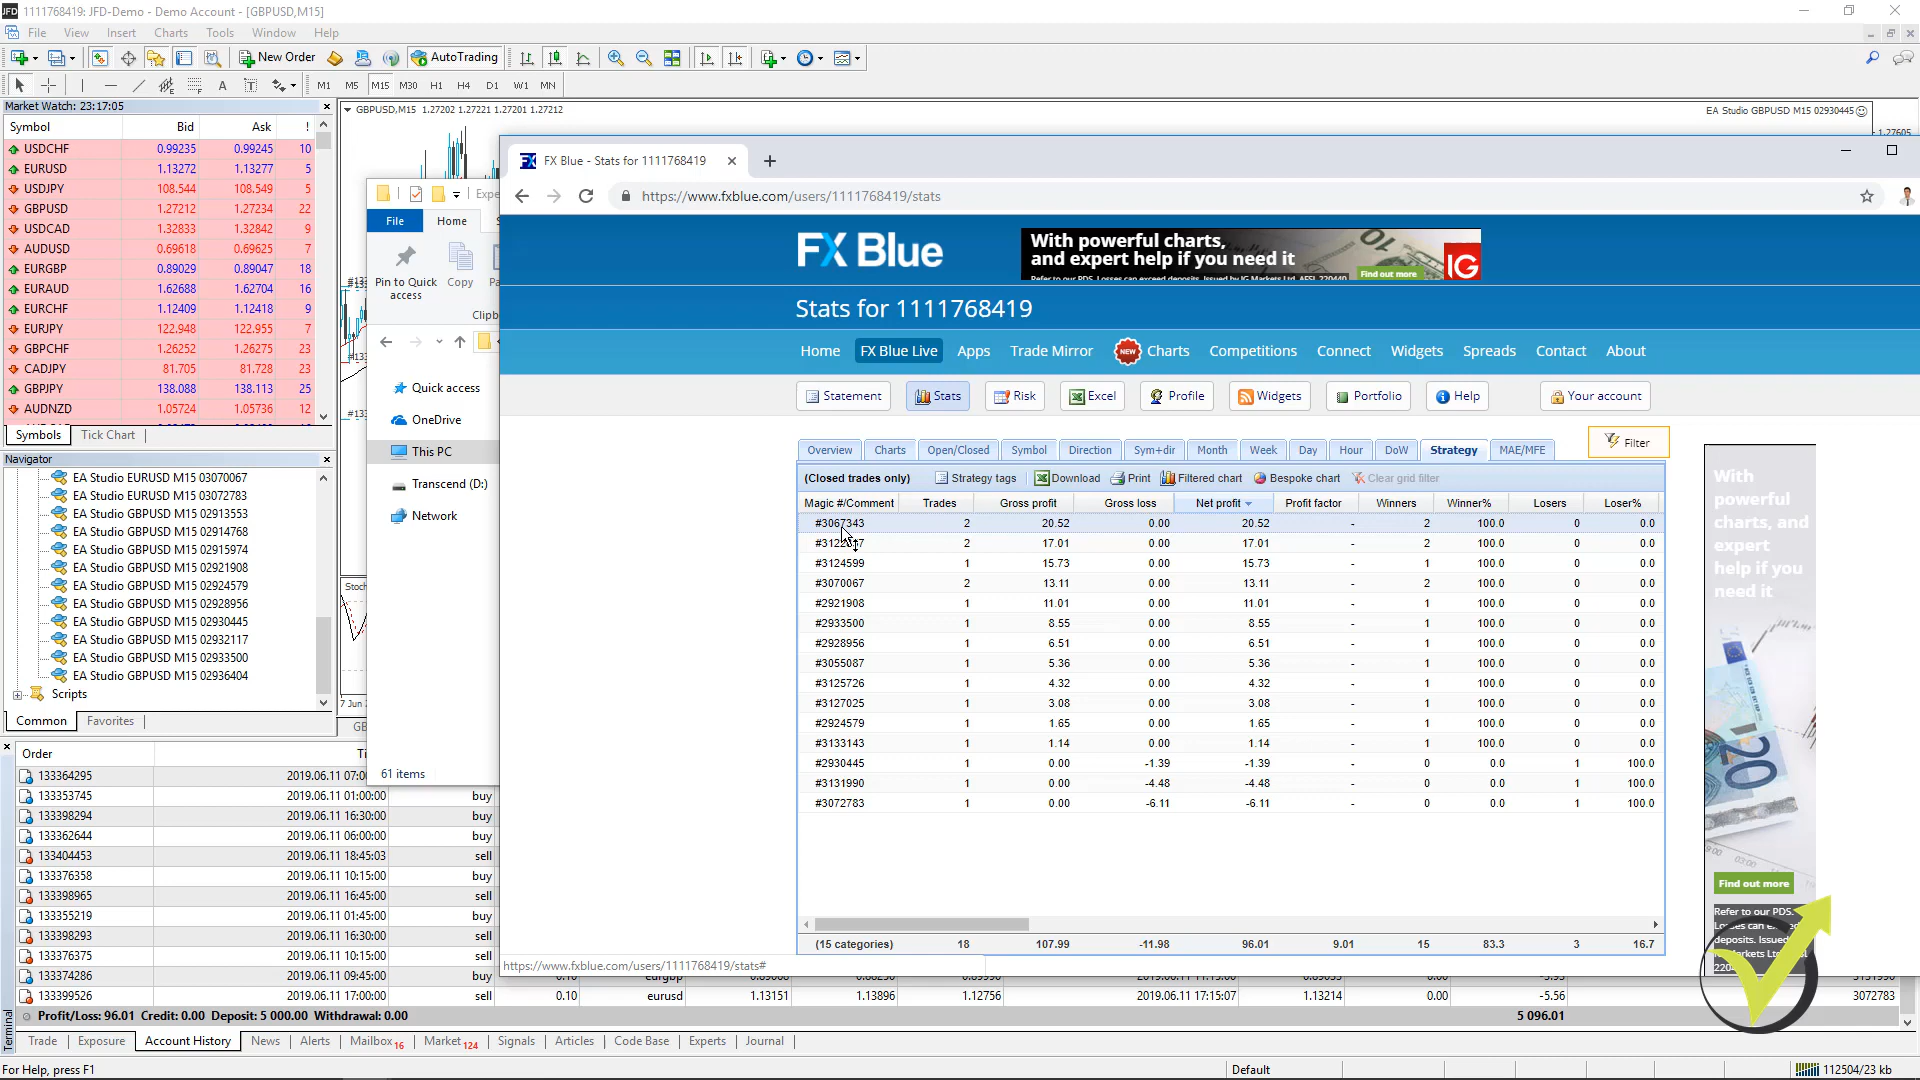 1111768419: JFD-Demo - Demo Account - [GBPUSD,M15]
File View Insert Charts Tools Window Help
New Order AutoTrading
A T M1 M5 M15 M30 H1 H4 D1 W1 MN
Market Watch: 23:17:05
Symbol Bid Ask !
USDCHF 0.99235 0.99245 10
EURUSD 1.13272 1.13277 5
USDJPY 108.544 108.549 5
GBPUSD 1.27212 1.27234 22
USDCAD 1.32833 1.32842 9
AUDUSD 0.69618 0.69625 7
EURGBP 0.89029 0.89047 18
EURAUD 1.62688 1.62704 16
EURCHF 1.12409 1.12418 9
EURJPY 122.948 122.955 7
GBPCHF 1.26252 1.26275 23
CADJPY 81.705 81.728 23
GBPJPY 138.088 138.113 25
AUDNZD 1.05724 1.05736 12
Symbols Tick Chart
Navigator
EA Studio EURUSD M15 03070067
EA Studio EURUSD M15 03072783
EA Studio GBPUSD M15 02913553
EA Studio GBPUSD M15 02914768
EA Studio GBPUSD M15 02915974
EA Studio GBPUSD M15 02921908
EA Studio GBPUSD M15 02924579
EA Studio GBPUSD M15 02928956
EA Studio GBPUSD M15 02930445
EA Studio GBPUSD M15 02932117
EA Studio GBPUSD M15 02933500
EA Studio GBPUSD M15 02936404
Scripts
Common Favorites
GBPUSD,M15 1.27202 1.27221 1.27201 1.27212
EA Studio GBPUSD M15 02930445
1.27605
Stoch
7 Jun
File Home
Pin to Quick access
Copy
Clipb
Quick access
OneDrive
This PC
Transcend (D:)
Network
61 items
FX Blue - Stats for 1111768419
https://www.fxblue.com/users/1111768419/stats
FX Blue
With powerful charts,
and expert help if you need it
Refer to our PDS. Losses can exceed deposits. Issued by IG Markets Ltd. AFSL 220440
Find out more
IG
Stats for 1111768419
Home FX Blue Live Apps Trade Mirror NEW Charts Competitions Connect Widgets Spreads Contact About
Statement Stats Risk Excel Profile Widgets Portfolio Help Your account
Overview Charts Open/Closed Symbol Direction Sym+dir Month Week Day Hour DoW Strategy MAE/MFE
Filter
(Closed trades only) Strategy tags Download Print Filtered chart Bespoke chart Clear grid filter
Magic #/Comment Trades Gross profit Gross loss Net profit Profit factor Winners Winner% Losers Loser%
#3067343 2 20.52 0.00 20.52 - 2 100.0 0 0.0
2 17.01 0.00 17.01 - 2 100.0 0 0.0
#3124599 1 15.73 0.00 15.73 - 1 100.0 0 0.0
#3070067 2 13.11 0.00 13.11 - 2 100.0 0 0.0
#2921908 1 11.01 0.00 11.01 - 1 100.0 0 0.0
#2933500 1 8.55 0.00 8.55 - 1 100.0 0 0.0
#2928956 1 6.51 0.00 6.51 - 1 100.0 0 0.0
#3055087 1 5.36 0.00 5.36 - 1 100.0 0 0.0
#3125726 1 4.32 0.00 4.32 - 1 100.0 0 0.0
#3127025 1 3.08 0.00 3.08 - 1 100.0 0 0.0
#2924579 1 1.65 0.00 1.65 - 1 100.0 0 0.0
#3133143 1 1.14 0.00 1.14 - 1 100.0 0 0.0
#2930445 1 0.00 -1.39 -1.39 - 0 0.0 1 100.0
#3131990 1 0.00 -4.48 -4.48 - 0 0.0 1 100.0
#3072783 1 0.00 -6.11 -6.11 - 0 0.0 1 100.0
(15 categories) 18 107.99 -11.98 96.01 9.01 15 83.3 3 16.7
With
powerful
charts, and
expert
help if you
need it
Find out more
Refer to our PDS.
https://www.fxblue.com/users/1111768419/stats#
Order
133364295 2019.06.11 07:00
133353745 2019.06.11 01:00:00 buy
133398294 2019.06.11 16:30:00 buy
133362644 2019.06.11 06:00:00 buy
133404453 2019.06.11 18:45:03 sell
133376358 2019.06.11 10:15:00 buy
133398965 2019.06.11 16:45:00 sell
133355219 2019.06.11 01:45:00 buy
133398293 2019.06.11 16:30:00 sell
133376375 2019.06.11 10:15:00 sell
133374286 2019.06.11 09:45:00 buy
133399526 2019.06.11 17:00:00 sell 0.10 eurusd 1.13151 1.13896 1.12756 2019.06.11 17:15:07 1.13214 0.00 -5.56 3072783
Profit/Loss: 96.01 Credit: 0.00 Deposit: 5 000.00 Withdrawal: 0.00 5 096.01
Terminal
Trade Exposure Account History News Alerts Mailbox 16 Market 124 Signals Articles Code Base Experts Journal
For Help, press F1 Default 112504/23 kb